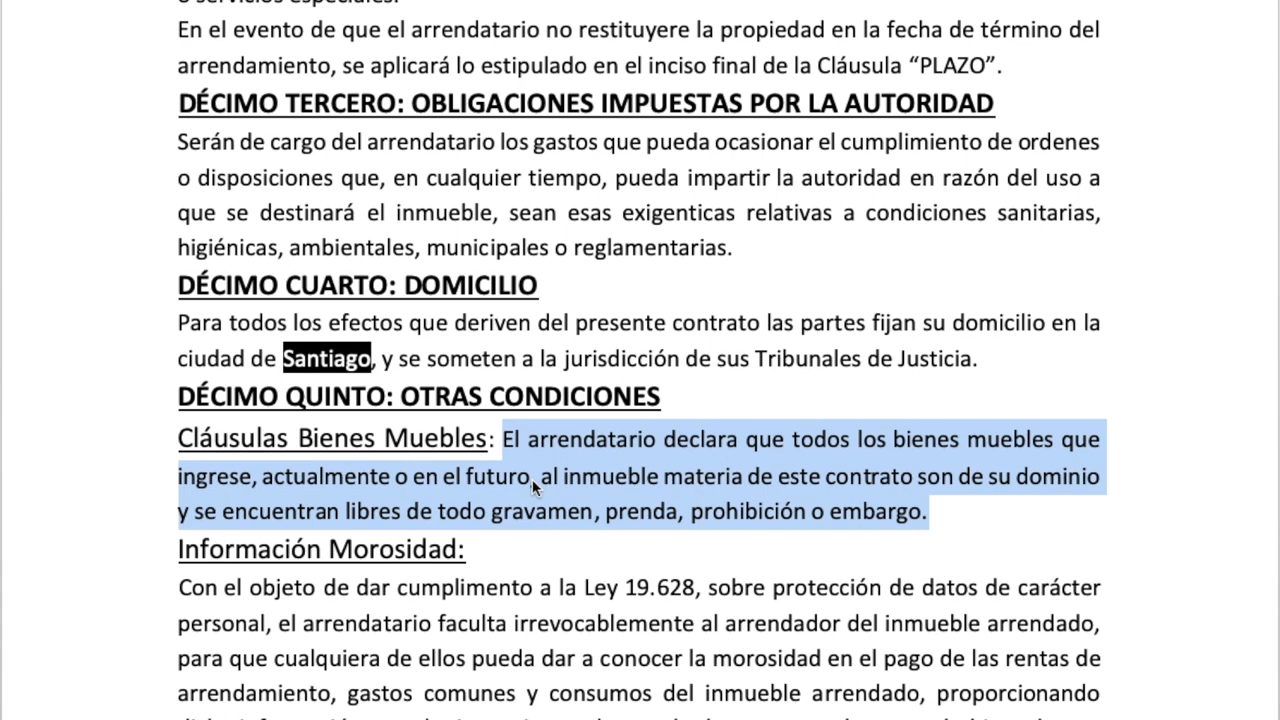 En el evento de que el arrendatario no restituyere la propiedad en la fecha de término del
arrendamiento, se aplicará lo estipulado en el inciso final de la Cláusula “PLAZO”.
DÉCIMO TERCERO: OBLIGACIONES IMPUESTAS POR LA AUTORIDAD
Serán de cargo del arrendatario los gastos que pueda ocasionar el cumplimiento de ordenes
o disposiciones que, en cualquier tiempo, pueda impartir la autoridad en razón del uso a
que se destinará el inmueble, sean esas exigenticas relativas a condiciones sanitarias,
higiénicas, ambientales, municipales o reglamentarias.
DÉCIMO CUARTO: DOMICILIO
Para todos los efectos que deriven del presente contrato las partes fijan su domicilio en la
ciudad de Santiago, y se someten a la jurisdicción de sus Tribunales de Justicia.
DÉCIMO QUINTO: OTRAS CONDICIONES
Cláusulas Bienes Muebles: El arrendatario declara que todos los bienes muebles que
ingrese, actualmente o en el futuro, al inmueble materia de este contrato son de su dominio
y se encuentran libres de todo gravamen, prenda, prohibición o embargo.
Información Morosidad:
Con el objeto de dar cumplimento a la Ley 19.628, sobre protección de datos de carácter
personal, el arrendatario faculta irrevocablemente al arrendador del inmueble arrendado,
para que cualquiera de ellos pueda dar a conocer la morosidad en el pago de las rentas de
arrendamiento, gastos comunes y consumos del inmueble arrendado, proporcionando